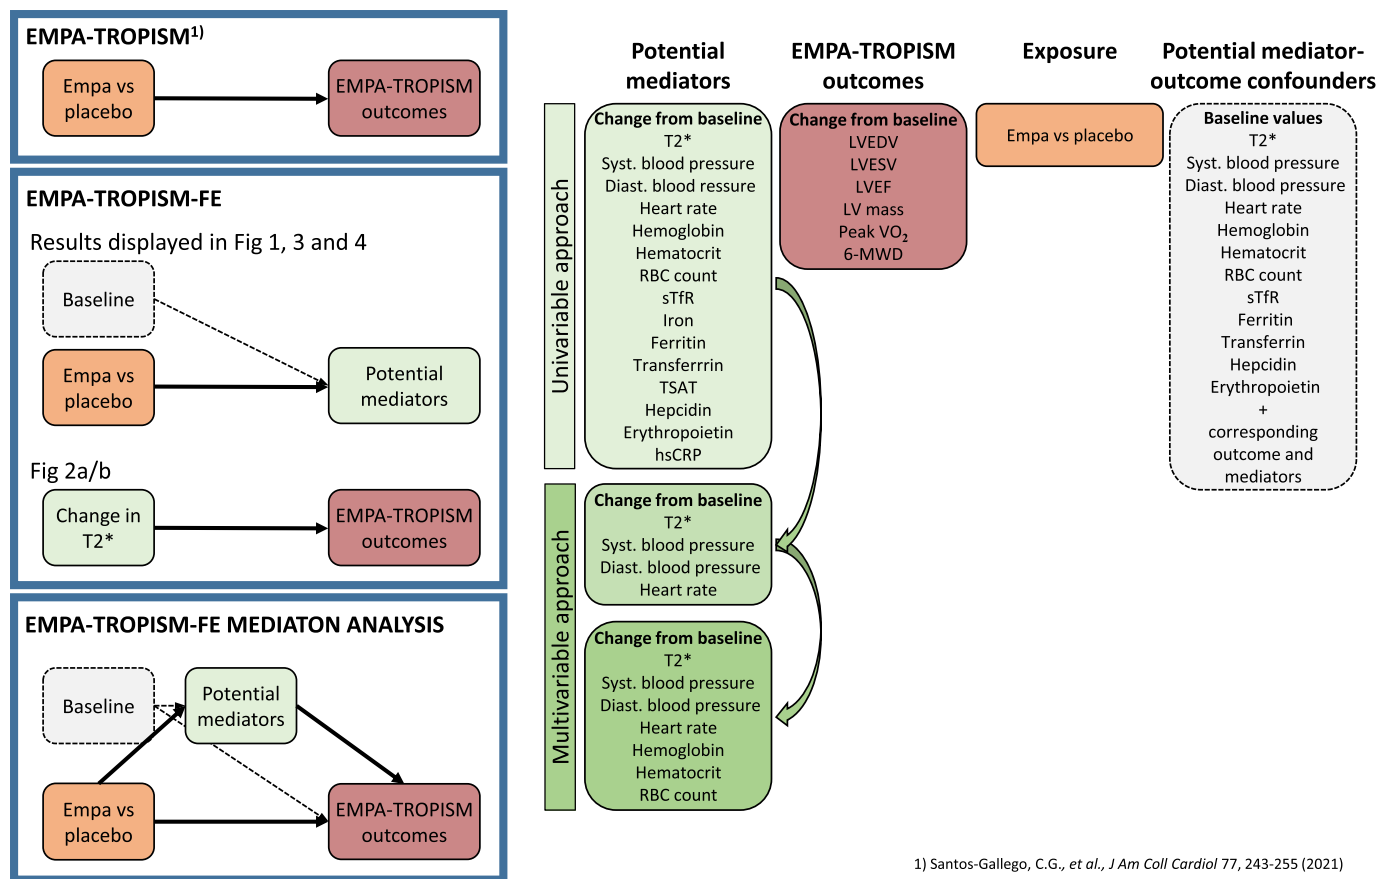 EMPA-TROPISM1)
Empa vs
placebo
EMPA-TROPISM
outcomes
EMPA-TROPISM-FE
Results displayed in Fig 1, 3 and 4
Baseline
Empa vs
placebo
Potential
mediators
Fig 2a/b
Change in
T2*
EMPA-TROPISM
outcomes
EMPA-TROPISM-FE MEDIATON ANALYSIS
Baseline
Potential
mediators
Empa vs
placebo
EMPA-TROPISM
outcomes
Potential
mediators
Univariable approach
Change from baseline
T2*
Syst. blood pressure
Diast. blood ressure
Heart rate
Hemoglobin
Hematocrit
RBC count
sTfR
Iron
Ferritin
Transferrrin
TSAT
Hepcidin
Erythropoietin
hsCRP
Multivariable approach
Change from baseline
T2*
Syst. blood pressure
Diast. blood pressure
Heart rate
Change from baseline
T2*
Syst. blood pressure
Diast. blood pressure
Heart rate
Hemoglobin
Hematocrit
RBC count
EMPA-TROPISM
outcomes
Change from baseline
LVEDV
LVESV
LVEF
LV mass
Peak VO2
6-MWD
Exposure
Empa vs placebo
Potential mediator-
outcome confounders
Baseline values
T2*
Syst. blood pressure
Diast. blood pressure
Heart rate
Hemoglobin
Hematocrit
RBC count
sTfR
Ferritin
Transferrin
Hepcidin
Erythropoietin
+
corresponding
outcome and
mediators
1) Santos-Gallego, C.G., et al., J Am Coll Cardiol 77, 243-255 (2021)